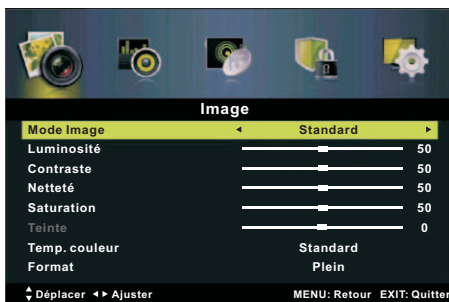 Image
Mode Image Standard
Luminosité 50
Contraste 50
Netteté 50
Saturation 50
Teinte 0
Temp. couleur Standard
Format Plein
Déplacer Ajuster MENU: Retour EXIT: Quitter